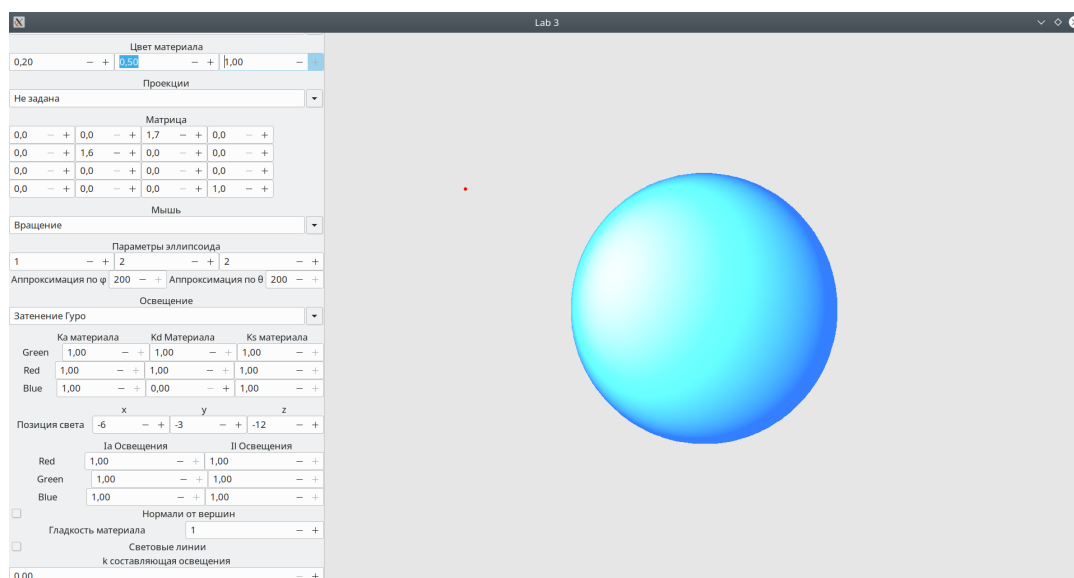 Lab 3
Цвет материала
0,20 − + 0,50 − + 1,00 − +
Проекции
Не задана
Матрица
0,0 − + 0,0 − + 1,7 − + 0,0 − +
0,0 − + 1,6 − + 0,0 − + 0,0 − +
0,0 − + 0,0 − + 0,0 − + 0,0 − +
0,0 − + 0,0 − + 0,0 − + 1,0 − +
Мышь
Вращение
Параметры эллипсоида
1 − + 2 − + 2 − +
Аппроксимация по φ 200 − + Аппроксимация по θ 200 − +
Освещение
Затенение Гуро
Ka материала Kd Материала Ks материала
Green 1,00 − + 1,00 − + 1,00 − +
Red 1,00 − + 1,00 − + 1,00 − +
Blue 1,00 − + 0,00 − + 1,00 − +
x y z
Позиция света -6 − + -3 − + -12 − +
Ia Освещения Il Освещения
Red 1,00 − + 1,00 − +
Green 1,00 − + 1,00 − +
Blue 1,00 − + 1,00 − +
Нормали от вершин
Гладкость материала 1 − +
Световые линии
k составляющая освещения
0,00 − +